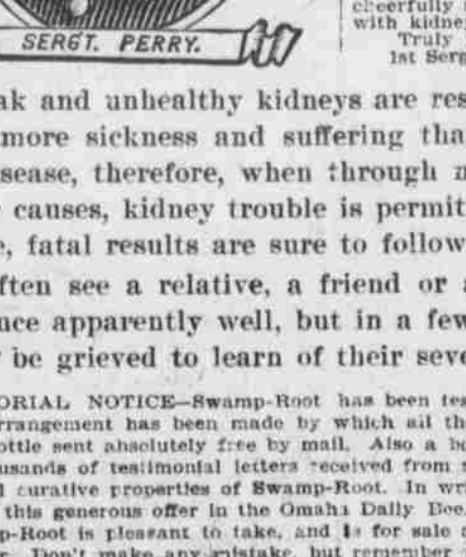 SERGT. PERRY.
cheerfully
with kidne
Truly
1st Serg
ak and unhealthy kidneys are res
more sickness and suffering tha
sease, therefore, when through
causes, kidney trouble is permit
e, fatal results are sure to follow
ften see a relative, a friend or a
nce apparently well, but in a few
be grieved to learn of their seve
ORIAL NOTICE—Swamp-Root has been tes
rrangement has been made by which all th
ottle sent absolutely free by mail. Also a bo
usands of testimonial letters received from
l curative properties of Swamp-Root. In wri
this generous offer in the Omaha Daily Bee.
p-Root is pleasant to take, and is for sale
r. Don't make any mistake, but remember